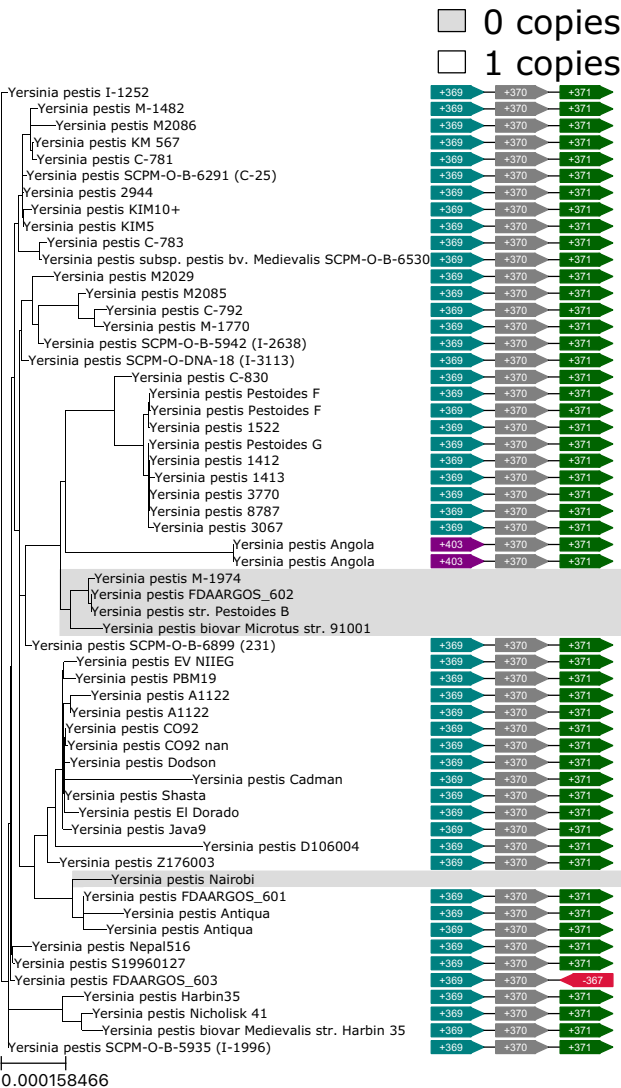 0 copies
1 copies
Yersinia pestis I-1252 +369 +370 +371
Yersinia pestis M-1482 +369 +370 +371
Yersinia pestis M2086 +369 +370 +371
Yersinia pestis KM 567 +369 +370 +371
Yersinia pestis C-781 +369 +370 +371
Yersinia pestis SCPM-O-B-6291 (C-25) +369 +370 +371
Yersinia pestis 2944 +369 +370 +371
Yersinia pestis KIM10+ +369 +370 +371
Yersinia pestis KIM5 +369 +370 +371
Yersinia pestis C-783 +369 +370 +371
Yersinia pestis subsp. pestis bv. Medievalis SCPM-O-B-6530 +369 +370 +371
Yersinia pestis M2029 +369 +370 +371
Yersinia pestis M2085 +369 +370 +371
Yersinia pestis C-792 +369 +370 +371
Yersinia pestis M-1770 +369 +370 +371
Yersinia pestis SCPM-O-B-5942 (I-2638) +369 +370 +371
Yersinia pestis SCPM-O-DNA-18 (I-3113) +369 +370 +371
Yersinia pestis C-830 +369 +370 +371
Yersinia pestis Pestoides F +369 +370 +371
Yersinia pestis Pestoides F +369 +370 +371
Yersinia pestis 1522 +369 +370 +371
Yersinia pestis Pestoides G +369 +370 +371
Yersinia pestis 1412 +369 +370 +371
Yersinia pestis 1413 +369 +370 +371
Yersinia pestis 3770 +369 +370 +371
Yersinia pestis 8787 +369 +370 +371
Yersinia pestis 3067 +369 +370 +371
Yersinia pestis Angola +403 +370 +371
Yersinia pestis Angola +403 +370 +371
Yersinia pestis M-1974
Yersinia pestis FDAARGOS_602
Yersinia pestis str. Pestoides B
Yersinia pestis biovar Microtus str. 91001
Yersinia pestis SCPM-O-B-6899 (231) +369 +370 +371
Yersinia pestis EV NIIEG +369 +370 +371
Yersinia pestis PBM19 +369 +370 +371
Yersinia pestis A1122 +369 +370 +371
Yersinia pestis A1122 +369 +370 +371
Yersinia pestis CO92 +369 +370 +371
Yersinia pestis CO92 nan +369 +370 +371
Yersinia pestis Dodson +369 +370 +371
Yersinia pestis Cadman +369 +370 +371
Yersinia pestis Shasta +369 +370 +371
Yersinia pestis El Dorado +369 +370 +371
Yersinia pestis Java9 +369 +370 +371
Yersinia pestis D106004 +369 +370 +371
Yersinia pestis Z176003 +369 +370 +371
Yersinia pestis Nairobi
Yersinia pestis FDAARGOS_601 +369 +370 +371
Yersinia pestis Antiqua +369 +370 +371
Yersinia pestis Antiqua +369 +370 +371
Yersinia pestis Nepal516 +369 +370 +371
Yersinia pestis S19960127 +369 +370 +371
Yersinia pestis FDAARGOS_603 +369 +370 -367
Yersinia pestis Harbin35 +369 +370 +371
Yersinia pestis Nicholisk 41 +369 +370 +371
Yersinia pestis biovar Medievalis str. Harbin 35 +369 +370 +371
Yersinia pestis SCPM-O-B-5935 (I-1996) +369 +370 +371
0.000158466